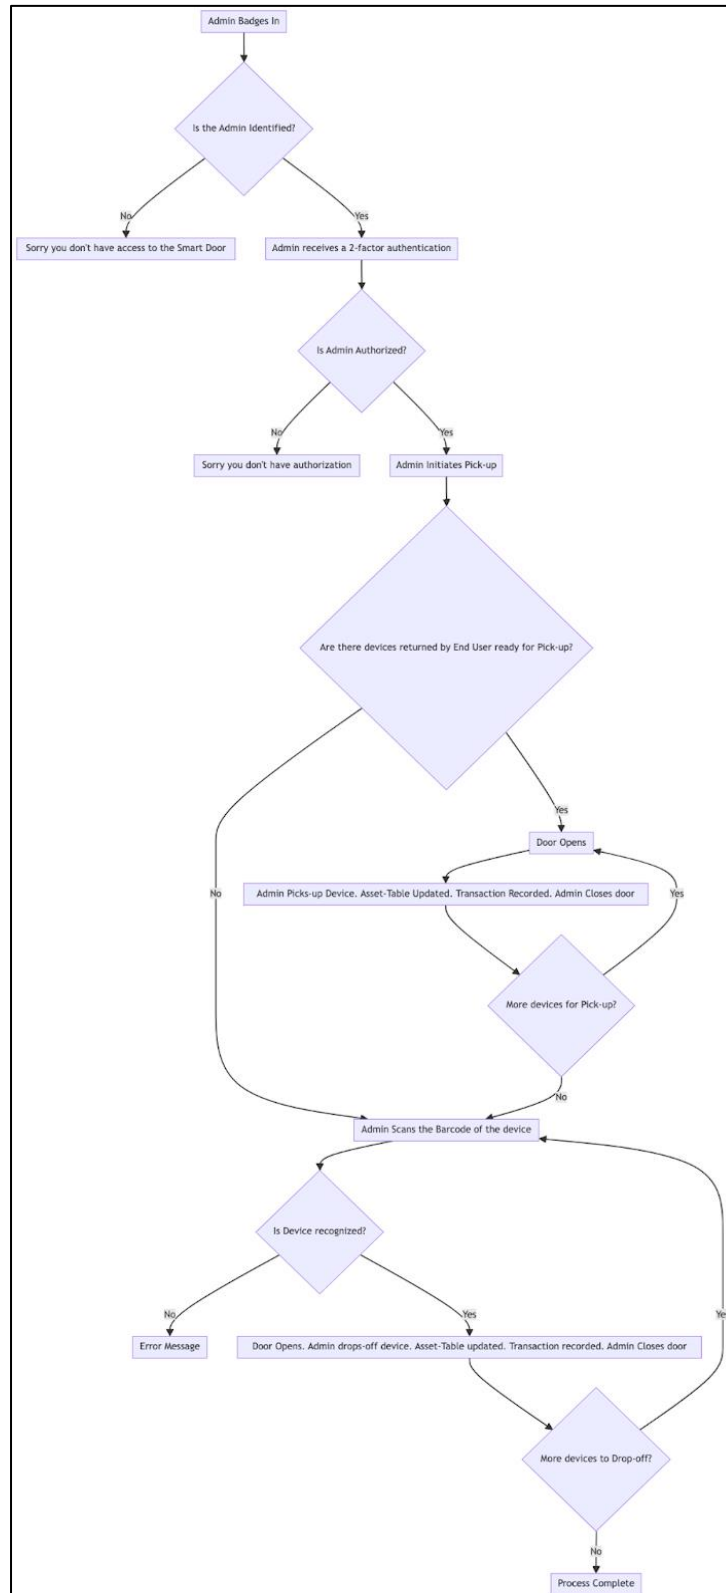 Admin Badges In
Is the Admin Identified?
No
Yes
Sorry you don't have access to the Smart Door
Admin receives a 2-factor authentication
Is Admin Authorized?
No
Yes
Sorry you don't have authorization
Admin Initiates Pick-up
Are there devices returned by End User ready for Pick-up?
Yes
Door Opens
No
Admin Picks-up Device. Asset-Table Updated. Transaction Recorded. Admin Closes door
Yes
More devices for Pick-up?
No
Admin Scans the Barcode of the device
Is Device recognized?
No
Yes
Yes
Error Message
Door Opens. Admin drops-off device. Asset-Table updated. Transaction recorded. Admin Closes door
More devices to Drop-off?
No
Process Complete